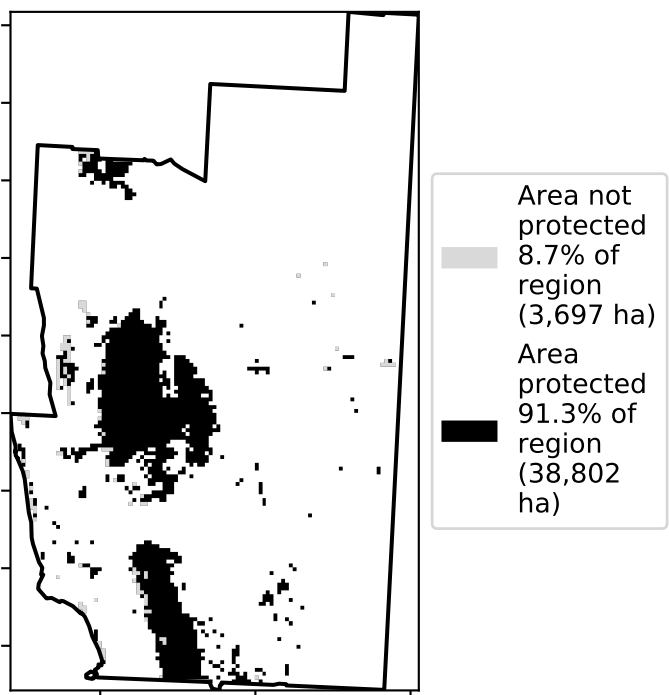 Area not
protected
8.7% of
region
(3,697 ha)
Area
protected
91.3% of
region
(38,802
ha)